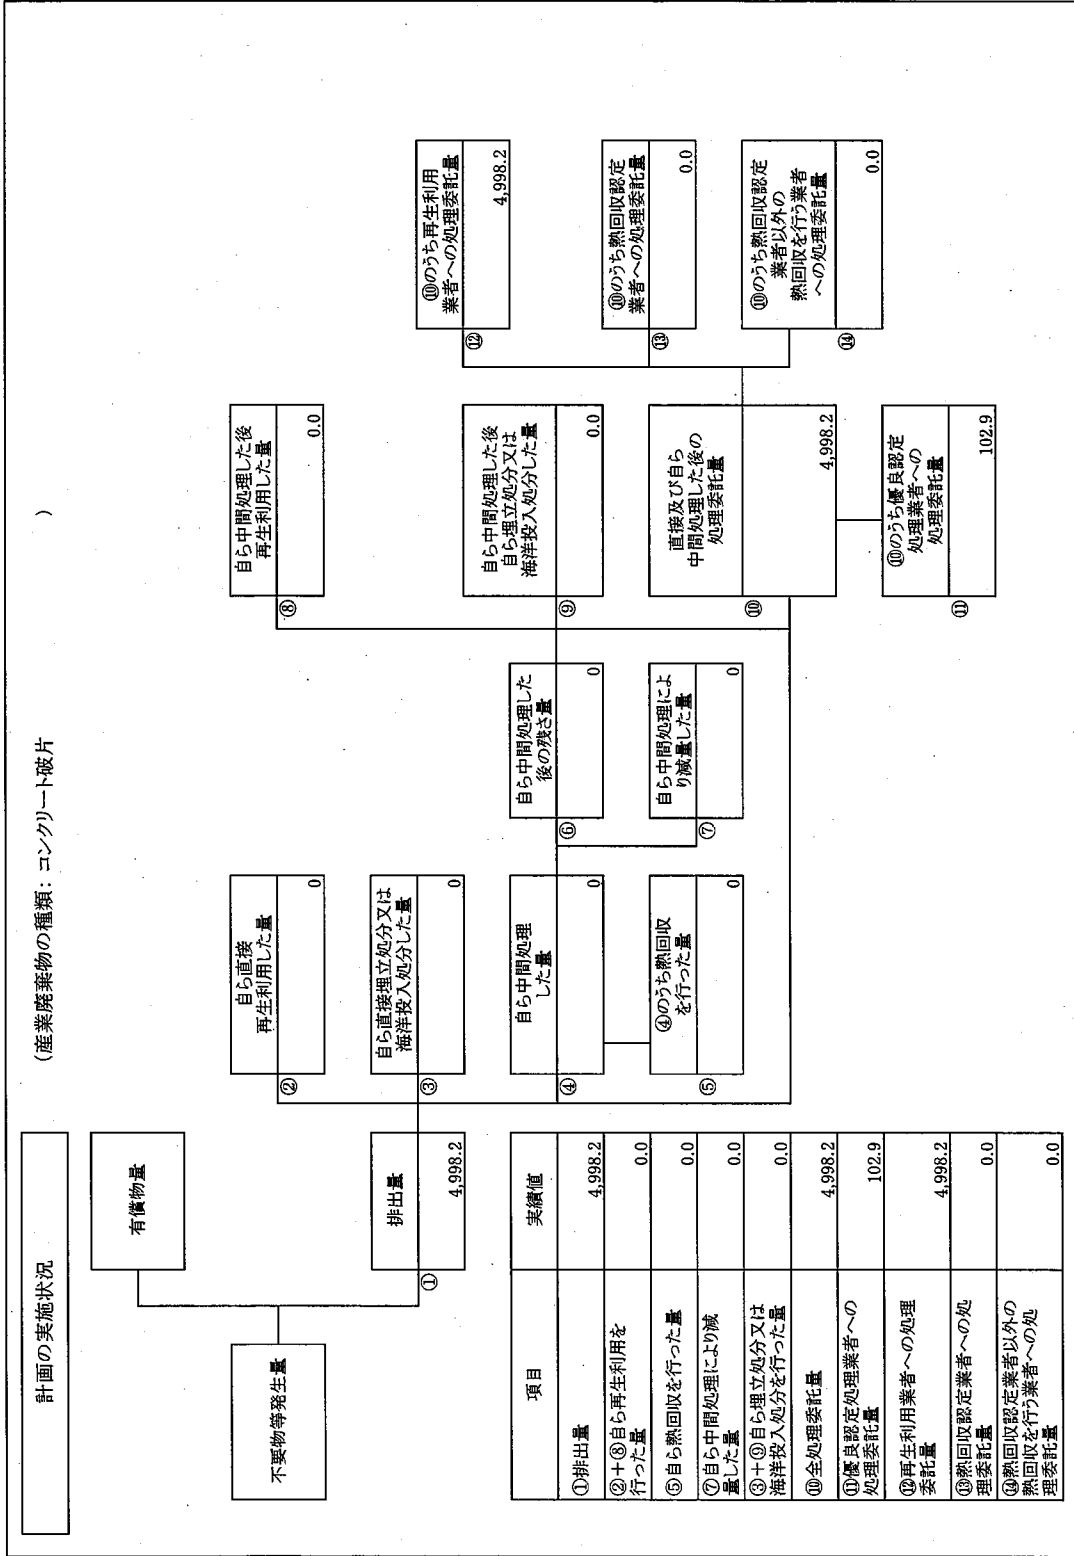 計画の実施状況
(産業廃棄物の種類: コンクリート破片
)
不要物等発生量
有償物量
①
排出量
4,998.2
②
自ら直接
再生利用した量
0
③
自ら直接埋立処分又は
海洋投入処分した量
0
④
自ら中間処理
した量
0
⑤
④のうち熱回収
を行った量
0
⑥
自ら中間処理した
後の残さ量
0
⑦
自ら中間処理によ
り減量した量
0
⑧
自ら中間処理した後
再生利用した量
0.0
⑨
自ら中間処理した後
自ら埋立処分又は
海洋投入処分した量
0.0
⑩
直接及び自ら
中間処理した後の
処理委託量
4,998.2
⑪
⑩のうち優良認定
処理業者への
処理委託量
102.9
⑫
⑩のうち再生利用
業者への処理委託量
4,998.2
⑬
⑩のうち熱回収認定
業者への処理委託量
0.0
⑭
⑩のうち熱回収認定
業者以外の
熱回収を行う業者
への処理委託量
0.0
項目
実績値
①排出量
4,998.2
②+⑧自ら再生利用を
行った量
0.0
⑤自ら熱回収を行った量
0.0
⑦自ら中間処理により減
量した量
0.0
③+⑨自ら埋立処分又は
海洋投入処分を行った量
0.0
⑩全処理委託量
4,998.2
⑪優良認定処理業者への
処理委託量
102.9
⑫再生利用業者への処理
委託量
4,998.2
⑬熱回収認定業者への処
理委託量
0.0
⑭熱回収認定業者以外の
熱回収を行う業者への処
理委託量
0.0